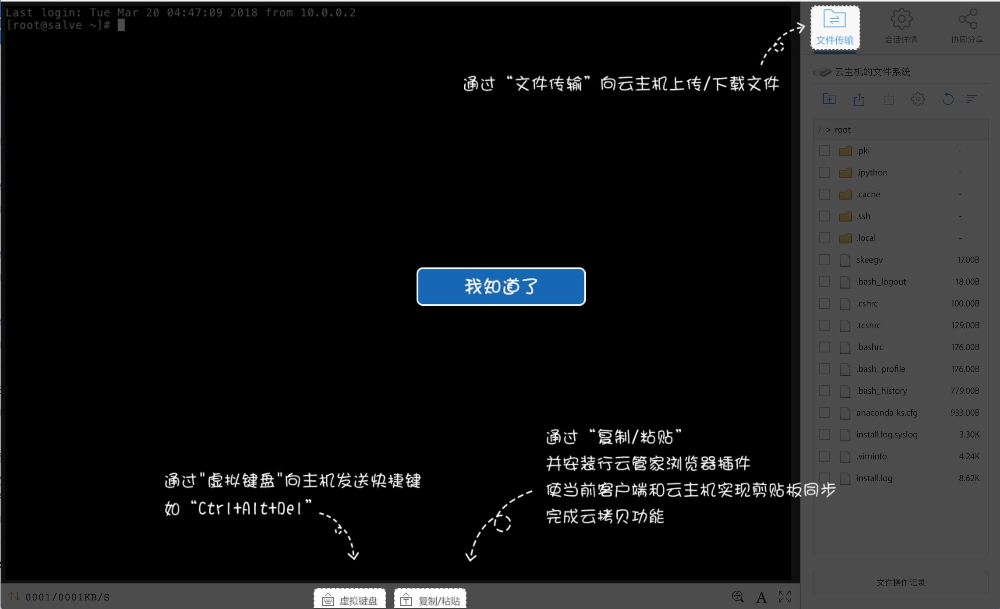 Last login: Tue Mar 20 04:47:09 2018 from 10.0.0.2
[root@salve ~]#
文件传输
会话详情
协同分享
通过“文件传输”向云主机上传/下载文件
云主机的文件系统
/ > root
.pki -
.ipython -
.cache -
.ssh -
.local -
skeegv 17.00B
.bash_logout 18.00B
.cshrc 100.00B
.tcshrc 129.00B
.bashrc 176.00B
.bash_profile 176.00B
.bash_history 779.00B
anaconda-ks.cfg 933.00B
install.log.syslog 3.30K
.viminfo 4.24K
install.log 8.62K
我知道了
通过“复制/粘贴”
并安装行云管家浏览器插件
使当前客户端和云主机实现剪贴板同步
完成云拷贝功能
通过"虚拟键盘"向主机发送快捷键
如“Ctrl+Alt+Del”
文件操作记录
0001/0001KB/S
虚拟键盘
复制/粘贴
A